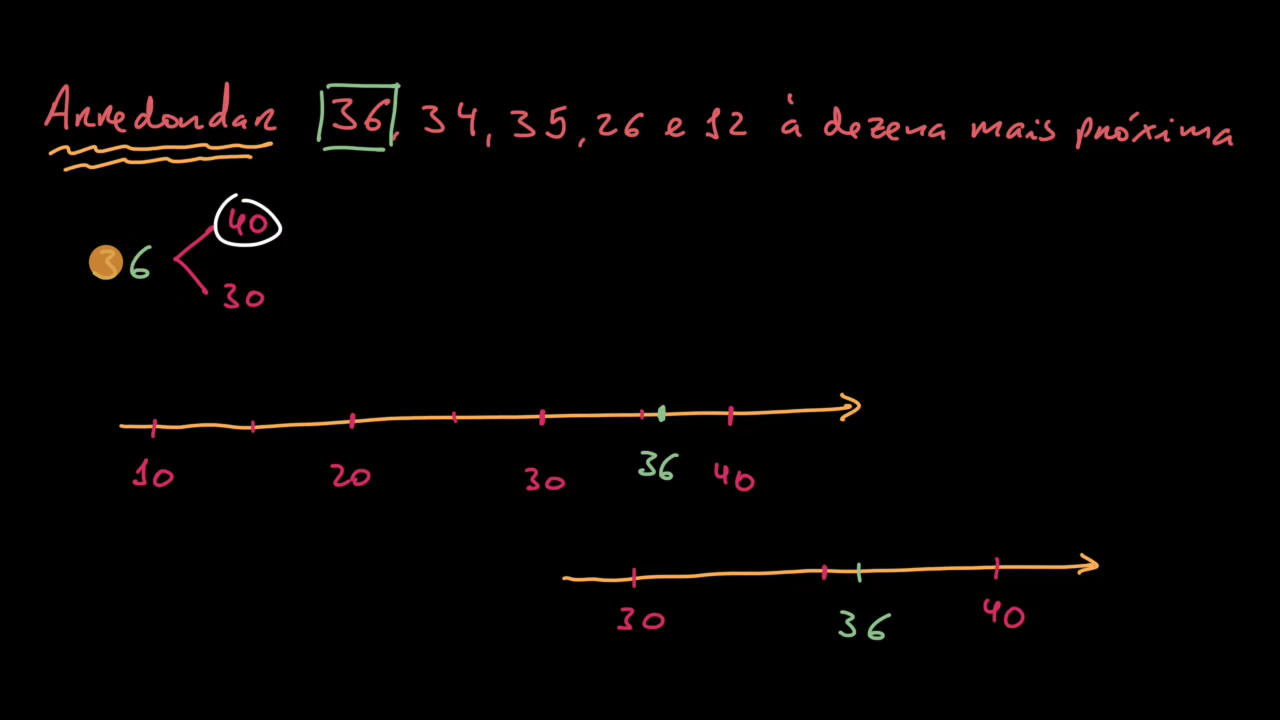 Arredondar 36, 34, 35, 26 e 12 à dezena mais próxima
40
36
30
10 20 30 36 40
30 36 40